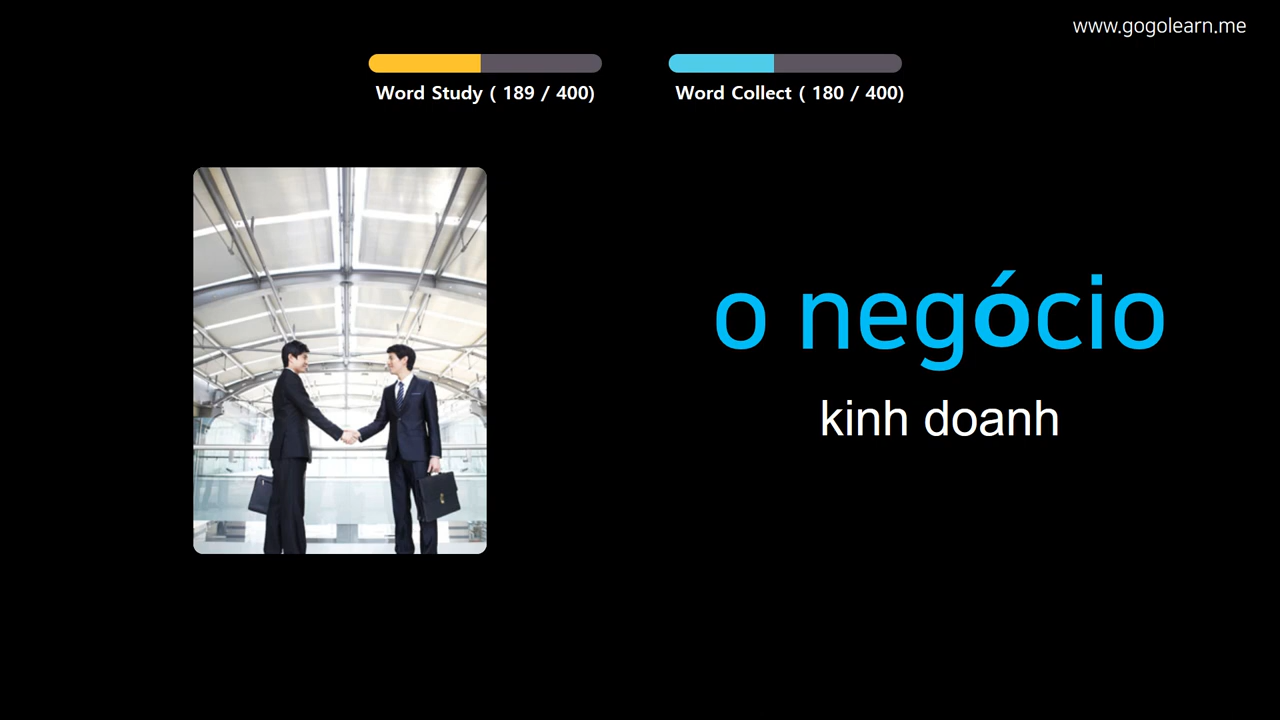 www.gogolearn.me
Word Study ( 189 / 400)
Word Collect ( 180 / 400)
o negócio
kinh doanh